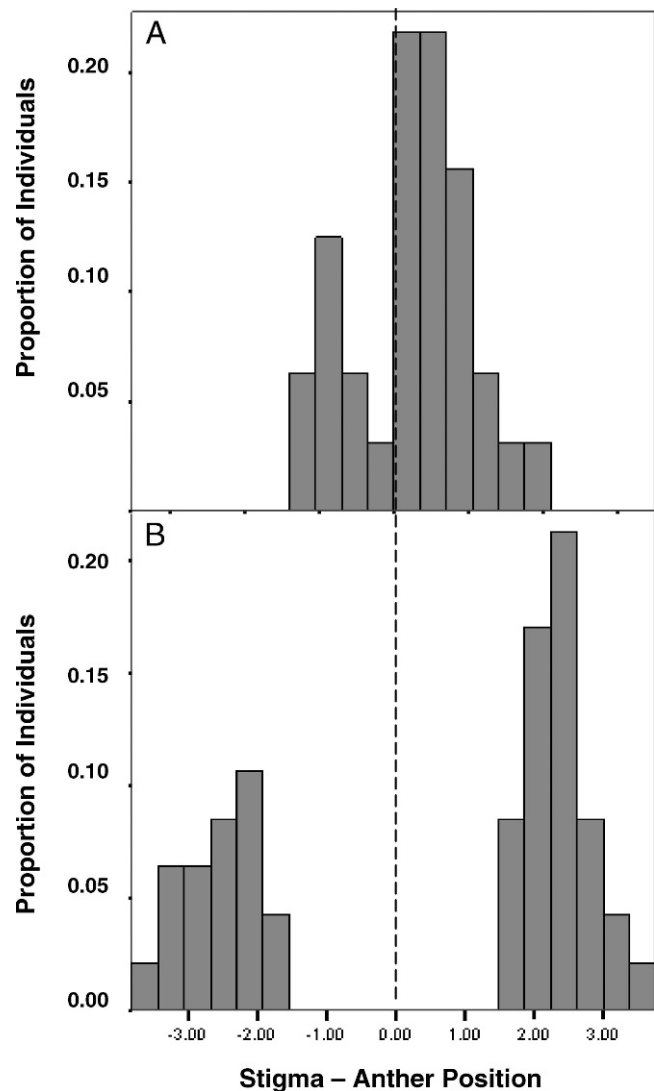 A
0.20
0.15
0.10
0.05
Proportion of Individuals
B
0.20
0.15
0.10
0.05
0.00
Proportion of Individuals
-3.00 -2.00 -1.00 0.00 1.00 2.00 3.00
Stigma – Anther Position